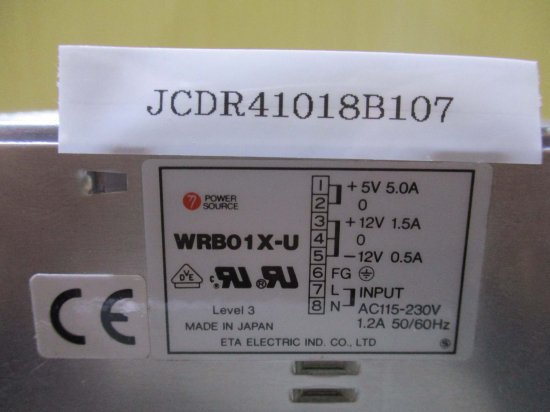 JCDR41018B107
POWER
SOURCE
WRB01X-U
Level 3
MADE IN JAPAN
1 +5V 5.0A
2 0
3 +12V 1.5A
4 0
5 -12V 0.5A
6 FG
7 L INPUT
8 N AC115-230V
1.2A 50/60Hz
ETA ELECTRIC IND. CO., LTD
CE